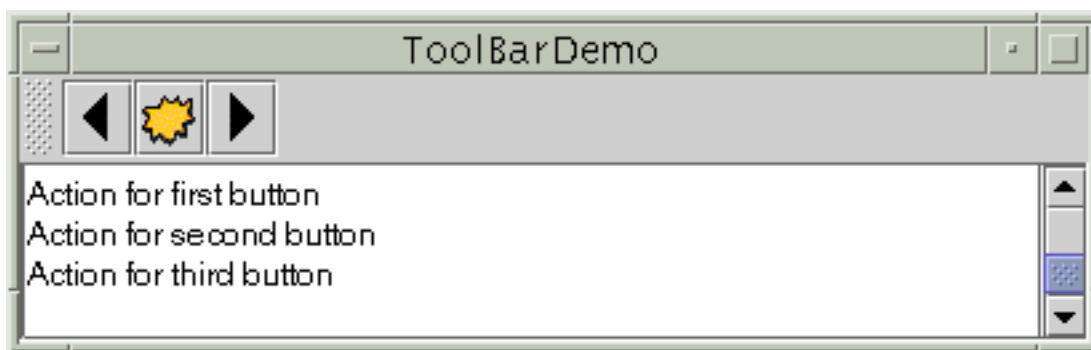 ToolBarDemo
Action for first button
Action for second button
Action for third button